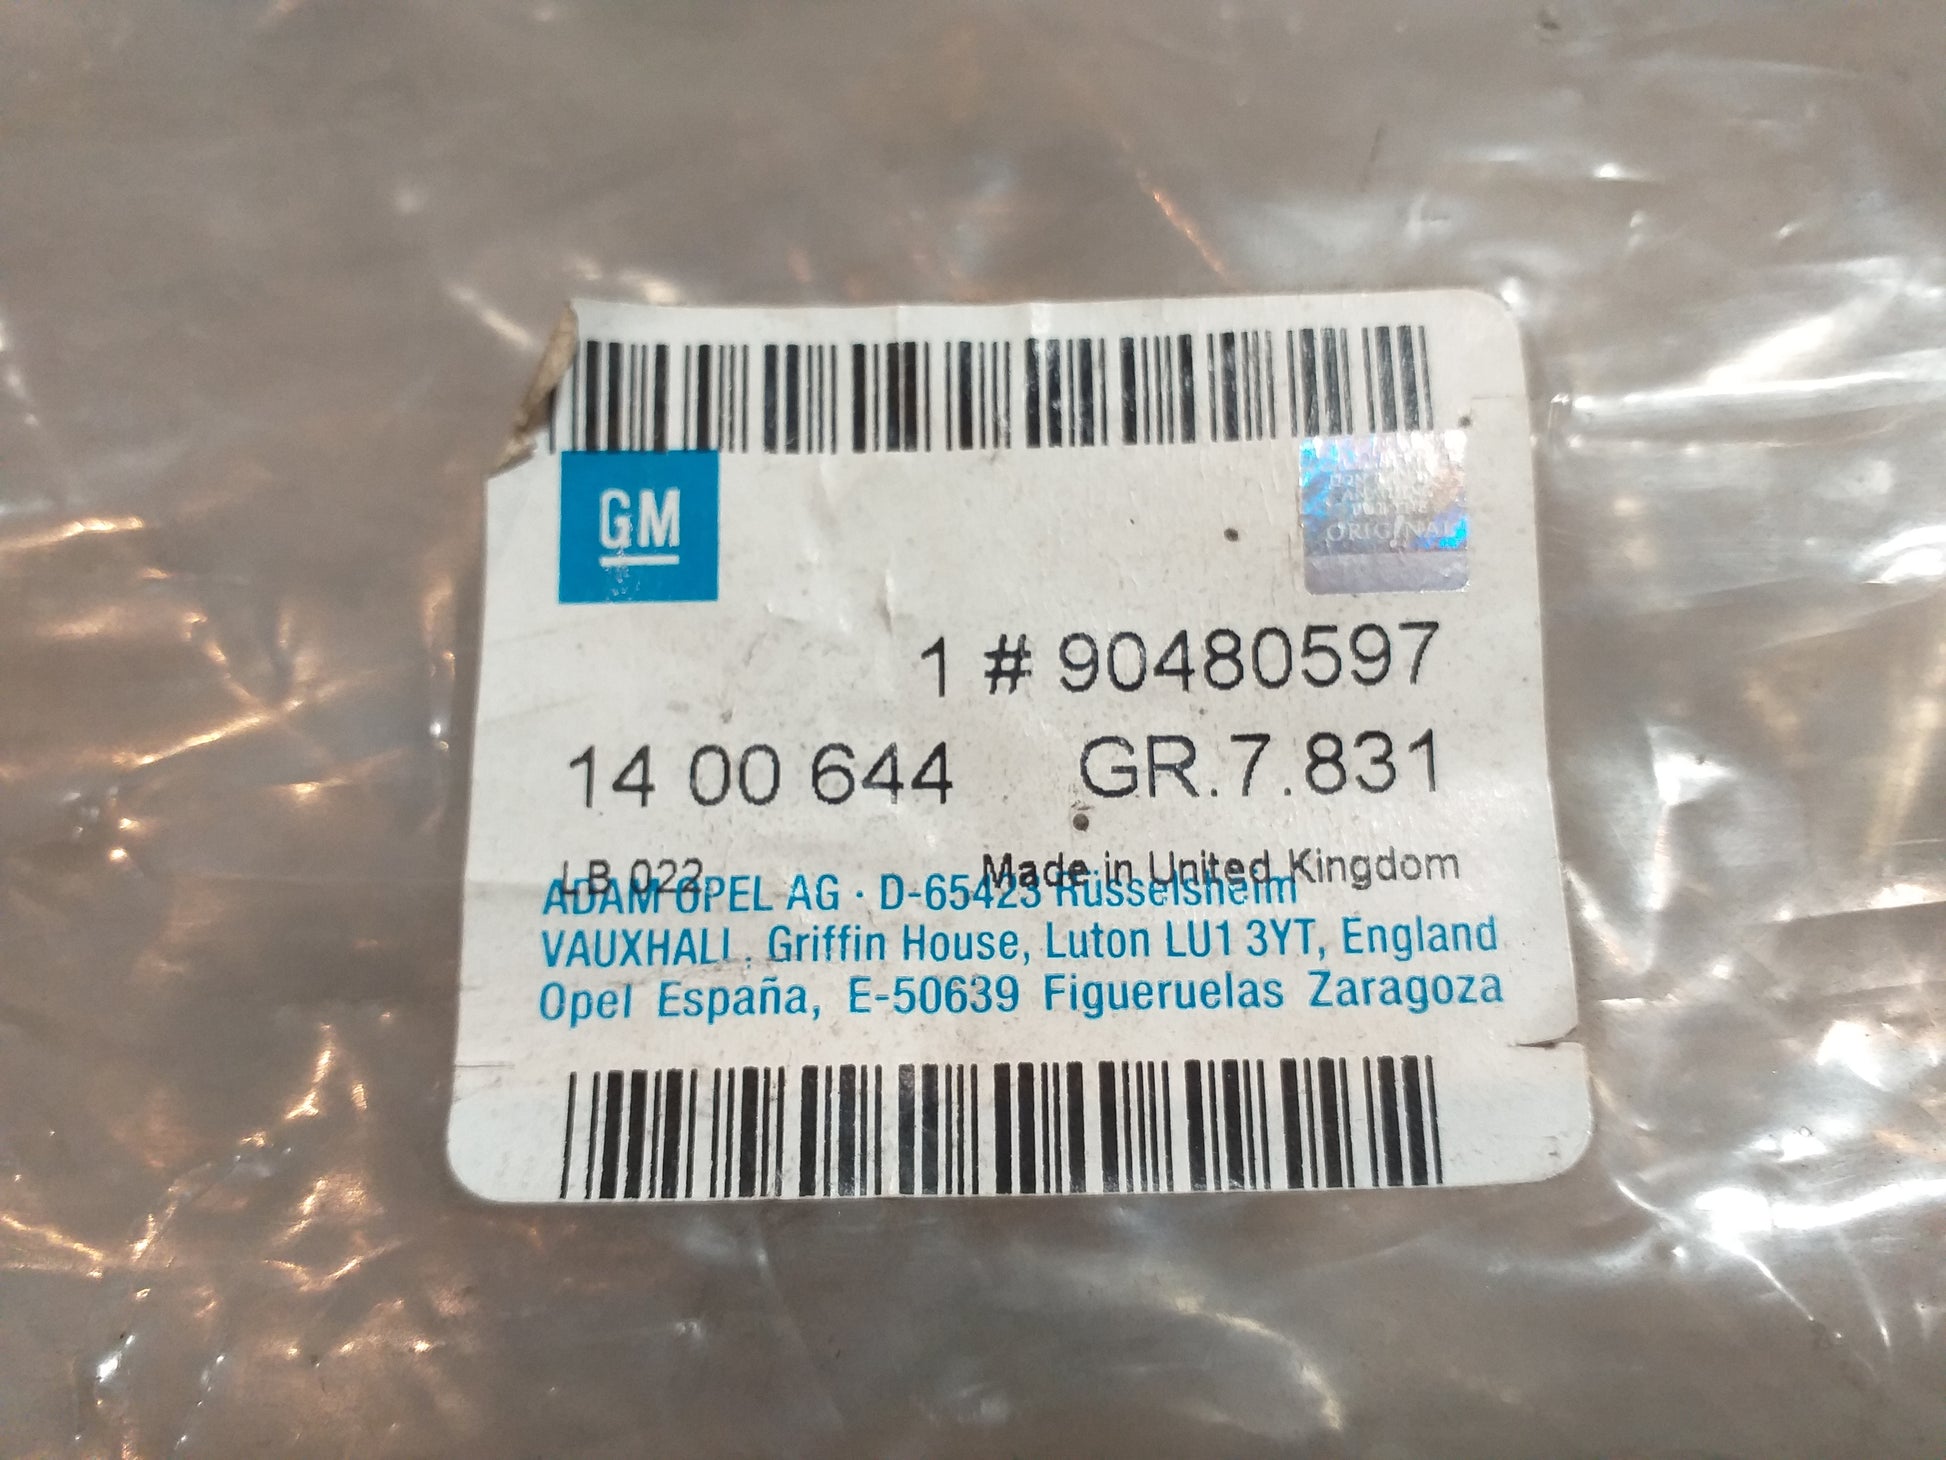 GM
ORIGINAL
1 # 90480597
14 00 644 GR.7.831
LB 022 Made in United Kingdom
ADAM OPEL AG · D-65423 Rüsselsheim
VAUXHALL . Griffin House, Luton LU1 3YT, England
Opel España, E-50639 Figueruelas Zaragoza